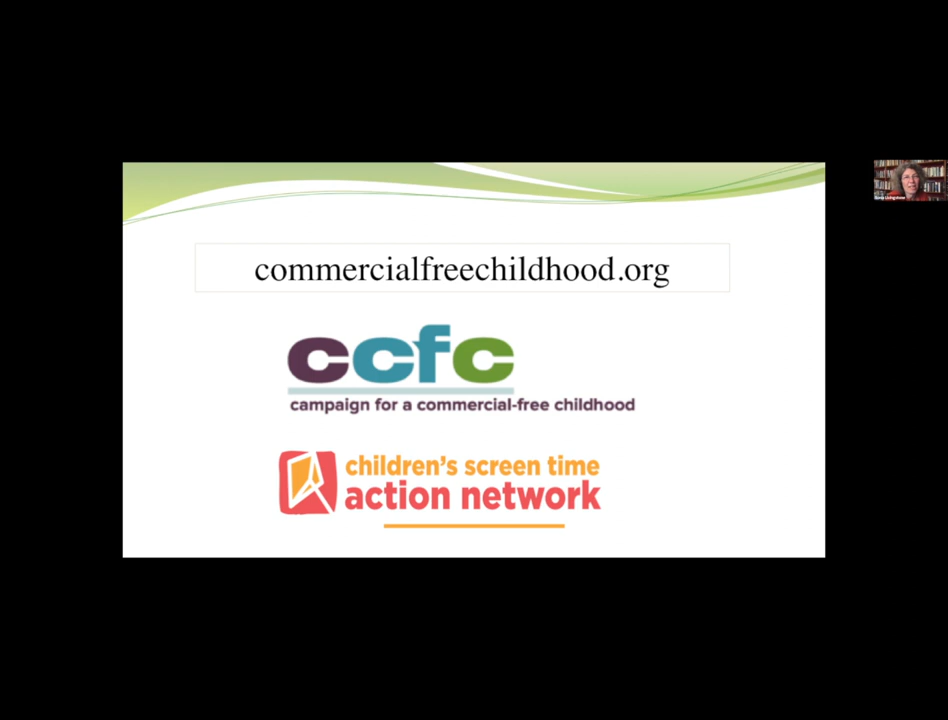 commercialfreechildhood.org
ccfc
campaign for a commercial-free childhood
children's screen time
action network